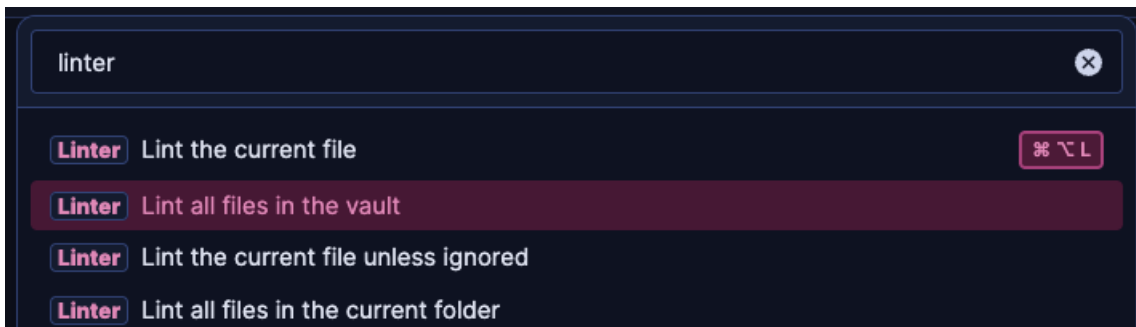 linter
Linter Lint the current file ⌘ ⌥ L
Linter Lint all files in the vault
Linter Lint the current file unless ignored
Linter Lint all files in the current folder